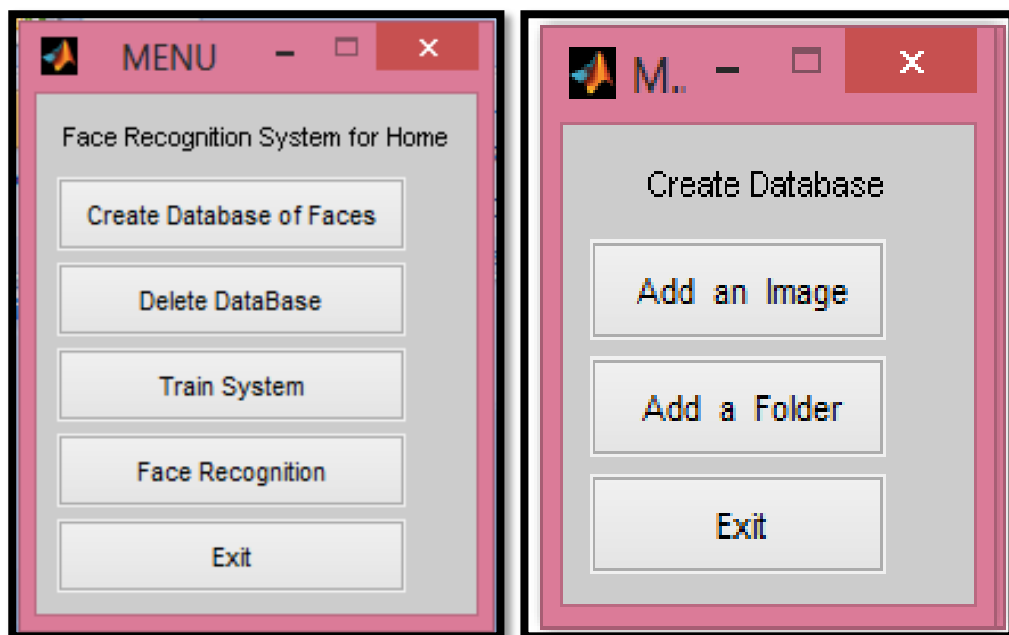 MENU
Face Recognition System for Home
Create Database of Faces
Delete DataBase
Train System
Face Recognition
Exit
M..
Create Database
Add an Image
Add a Folder
Exit